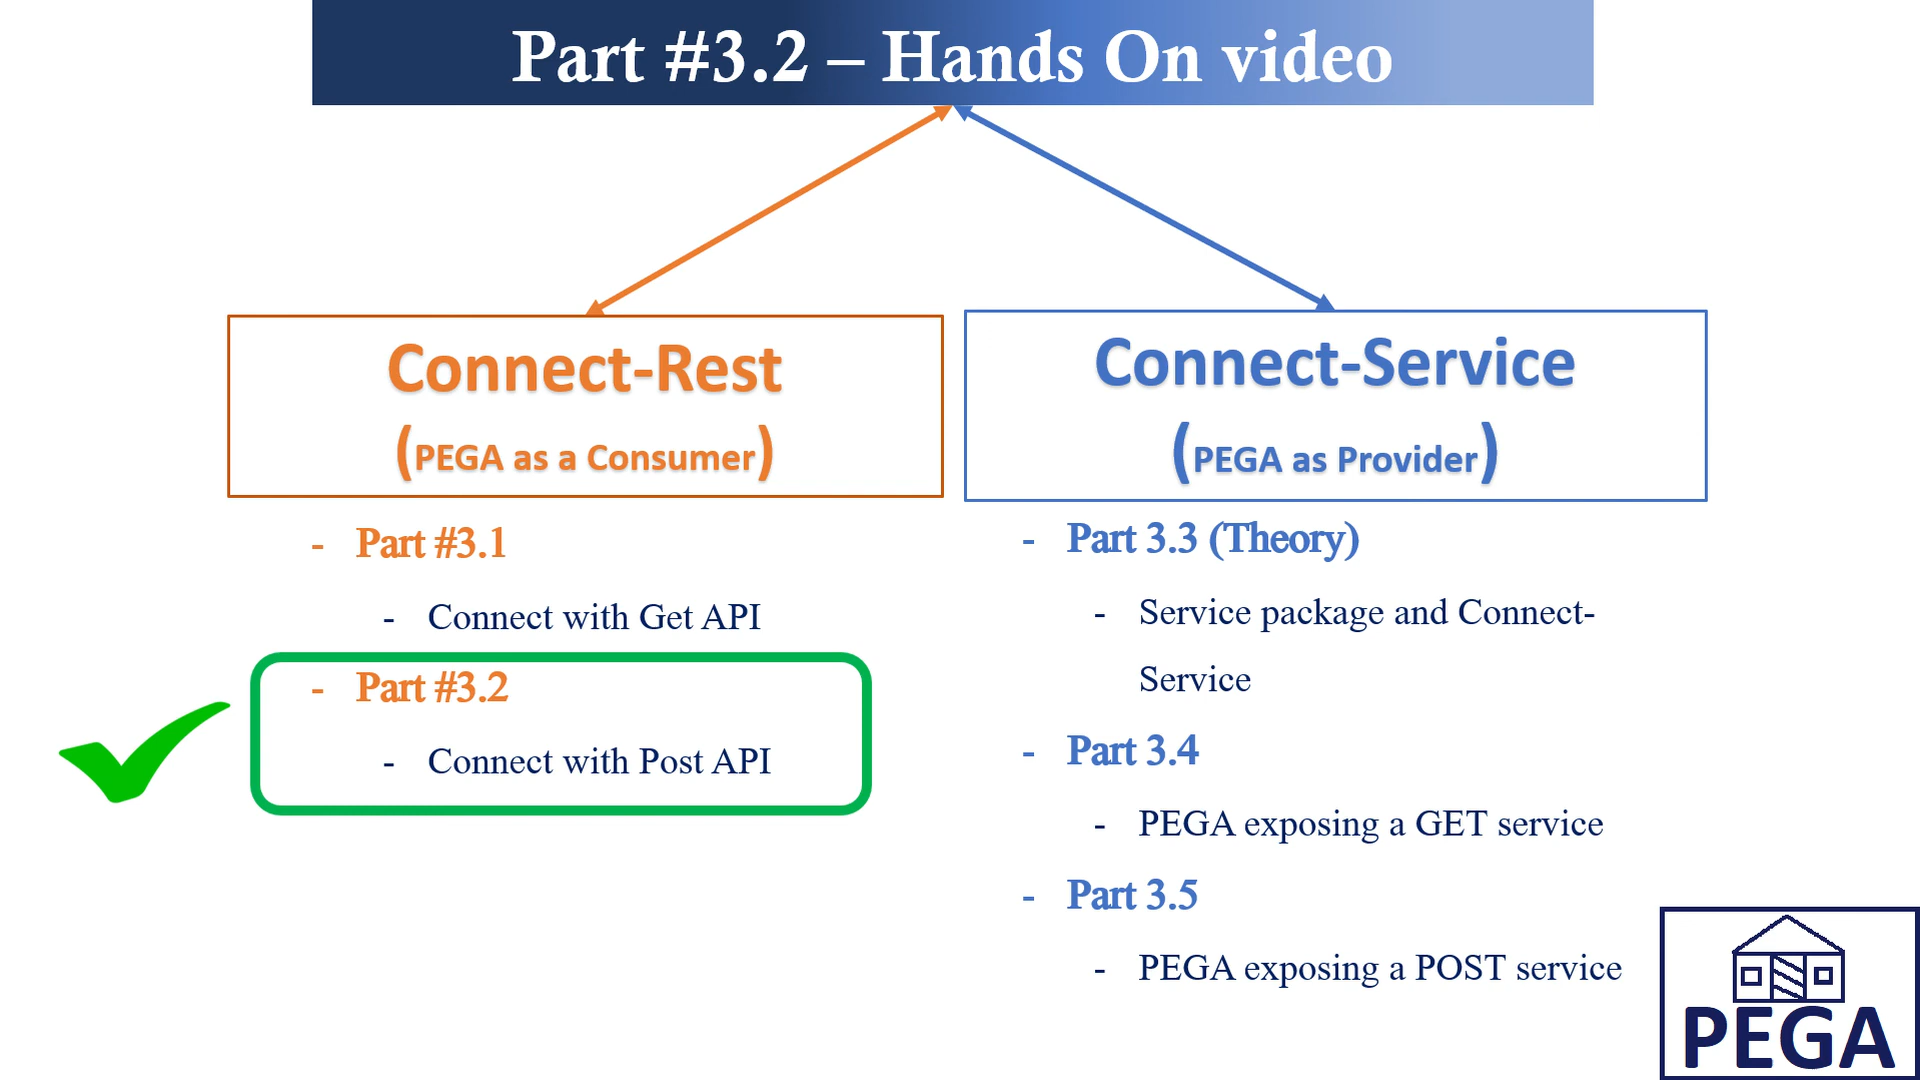 Part #3.2 – Hands On video
Connect-Rest
(PEGA as a Consumer)
- Part #3.1
- Connect with Get API
- Part #3.2
- Connect with Post API
Connect-Service
(PEGA as Provider)
- Part 3.3 (Theory)
- Service package and Connect-
Service
- Part 3.4
- PEGA exposing a GET service
- Part 3.5
- PEGA exposing a POST service
PEGA